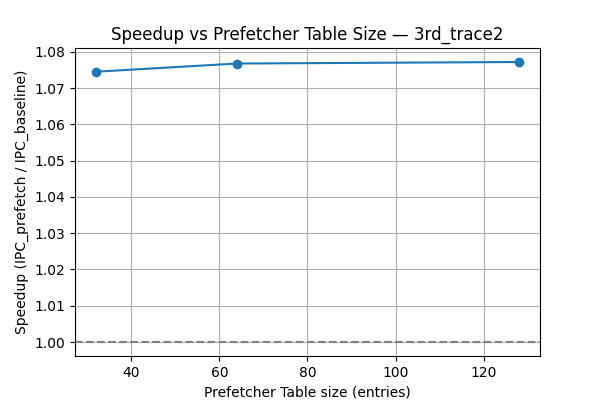 Speedup vs Prefetcher Table Size — 3rd_trace2
Speedup (IPC_prefetch / IPC_baseline)
1.08
1.07
1.06
1.05
1.04
1.03
1.02
1.01
1.00
40 60 80 100 120
Prefetcher Table size (entries)